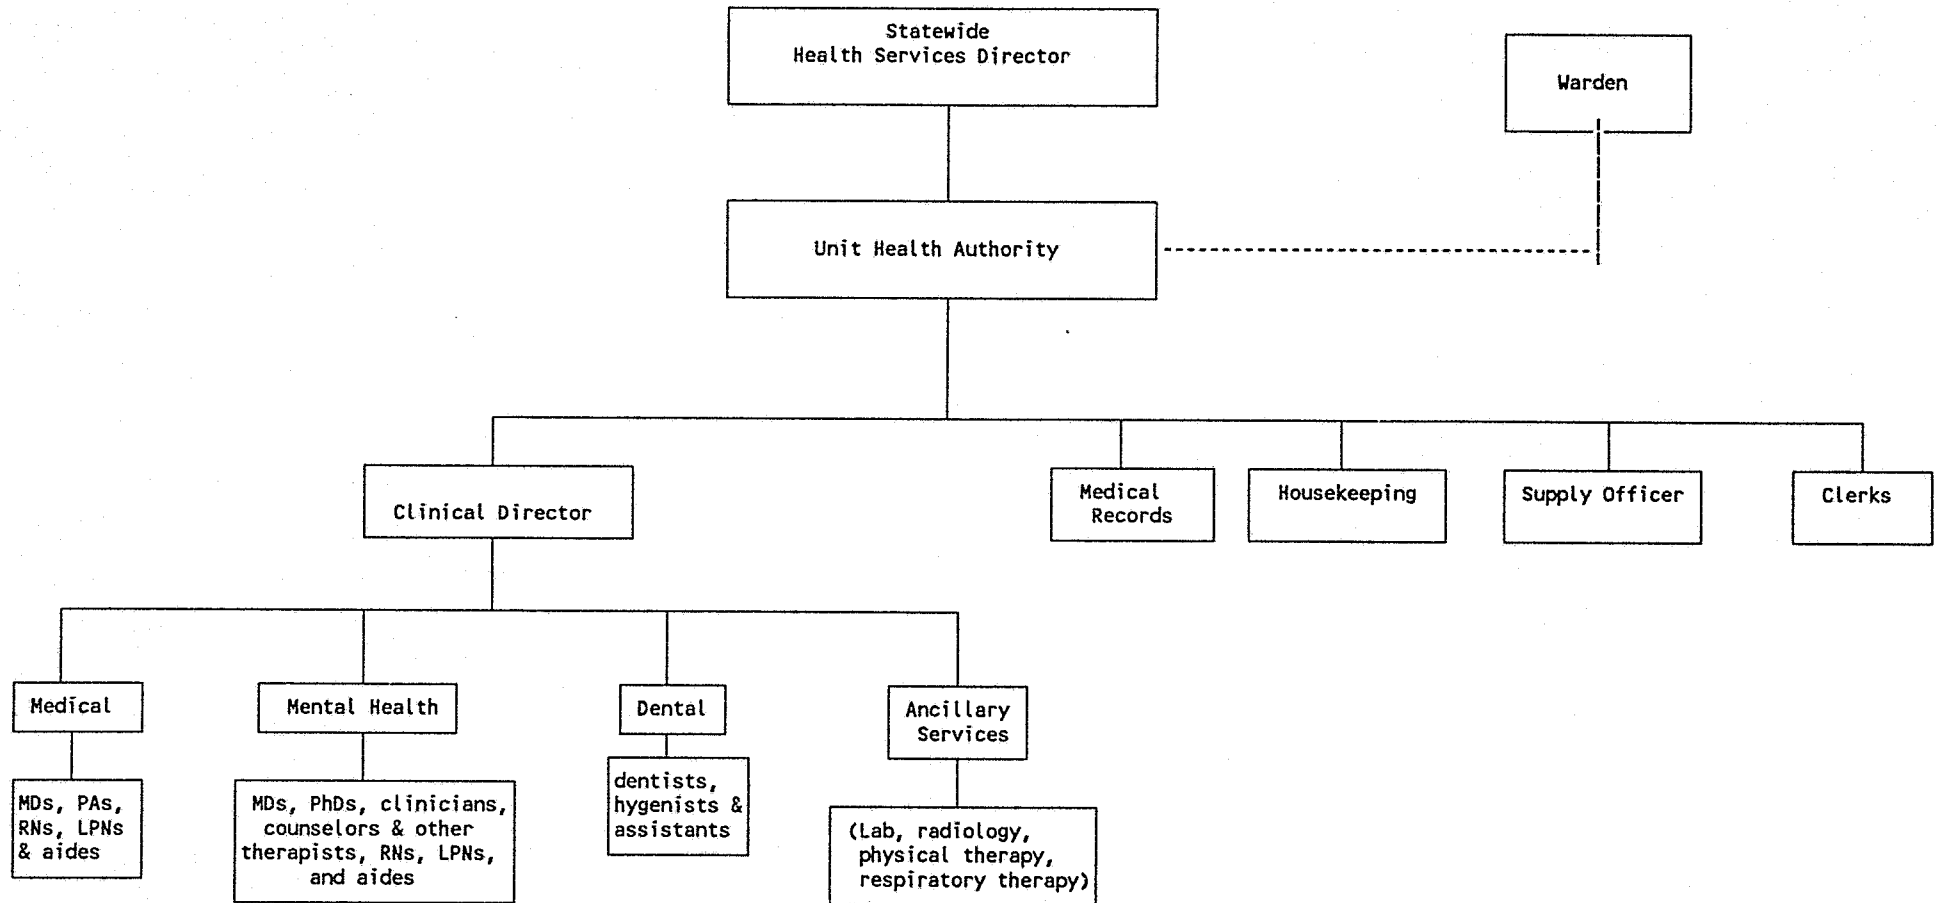 Statewide
Health Services Director
Warden
Unit Health Authority
Clinical Director
Medical
Records
Housekeeping
Supply Officer
Clerks
Medical
Mental Health
Dental
Ancillary
Services
MDs, PAs,
RNs, LPNs
& aides
MDs, PhDs, clinicians,
counselors & other
therapists, RNs, LPNs,
and aides
dentists,
hygenists &
assistants
(Lab, radiology,
physical therapy,
respiratory therapy)